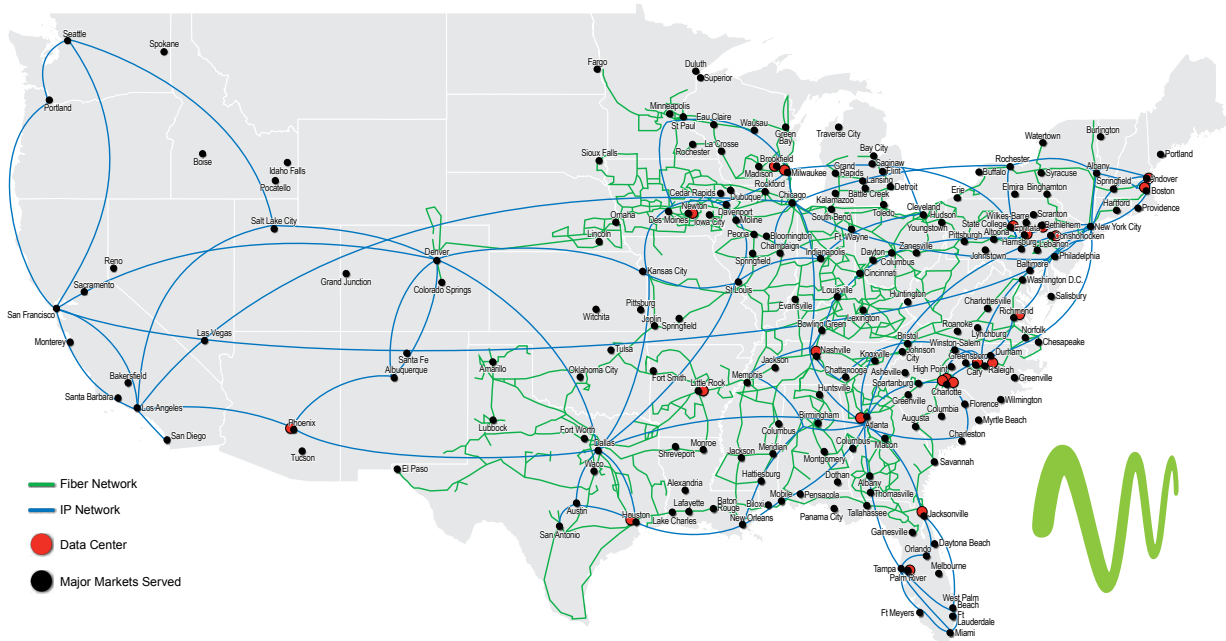 Seattle
Spokane
Portland
Boise
Idaho Falls
Pocatello
Salt Lake City
Reno
Sacramento
San Francisco
Monterey
Bakersfield
Santa Barbara
Los Angeles
San Diego
Las Vegas
Grand Junction
Denver
Colorado Springs
Santa Fe
Albuquerque
Phoenix
Tucson
El Paso
Fargo
Duluth
Superior
Minneapolis
St Paul
Eau Claire
Wausau
Green
Bay
Traverse City
Sioux Falls
Rochester
La Crosse
Brookfield
Madison
Milwaukee
Rockford
Cedar Rapids
Dubuque
Newton
Des Moines
Iowa City
Davenport
Moline
Chicago
Omaha
Lincoln
Peoria
Bloomington
Champaign
Springfield
Kansas City
St Louis
Witchita
Pittsburg
Joplin
Springfield
Bay City
Saginaw
Flint
Grand
Rapids
Lansing
Battle Creek
Detroit
Kalamazoo
South Bend
Toledo
Ft Wayne
Cleveland
Hudson
Youngstown
Erie
Indianapolis
Dayton
Columbus
Zanesville
Cincinnati
Louisville
Evansville
Lexington
Huntington
Bowling Green
Watertown
Burlington
Portland
Rochester
Buffalo
Syracuse
Albany
Andover
Boston
Springfield
Hartford
Providence
Elmira
Binghamton
Wilkes-Barre
Scranton
State College
Bethlehem
New York City
Altoona
Conshohocken
Pittsburgh
Harrisburg
Lebanon
Johnstown
Philadelphia
Baltimore
Washington D.C.
Salisbury
Charlottesville
Richmend
Lynchburg
Roanoke
Norfolk
Chesapeake
Bristol
Johnson
City
Winston-Salem
Greensboro
Durham
Cary
Raleigh
High Point
Greenville
Charlotte
Wilmington
Nashville
Knoxville
Asheville
Chattanooga
Spartanburg
Greenville
Florence
Columbia
Myrtle Beach
Charleston
Augusta
Savannah
Jackson
Memphis
Huntsville
Birmingham
Atlanta
Macon
Columbus
Columbus
Tulsa
Amarillo
Oklahoma City
Fort Smith
Little Rock
Lubbock
Fort Worth
Dallas
Waco
Monroe
Shreveport
Jackson
Meridian
Montgomery
Hattiesburg
Dothan
Albany
Thomasville
Alexandria
Lafayette
Baton
Rouge
Lake Charles
Biloxi
Mobile
Pensacola
New Orleans
Panama City
Tallahassee
Austin
Houston
San Antonio
Jacksonville
Gainesville
Daytona Beach
Orlando
Melbourne
Tampa
Palm River
West Palm
Beach
Ft Meyers
Ft
Lauderdale
Miami
Fiber Network
IP Network
Data Center
Major Markets Served